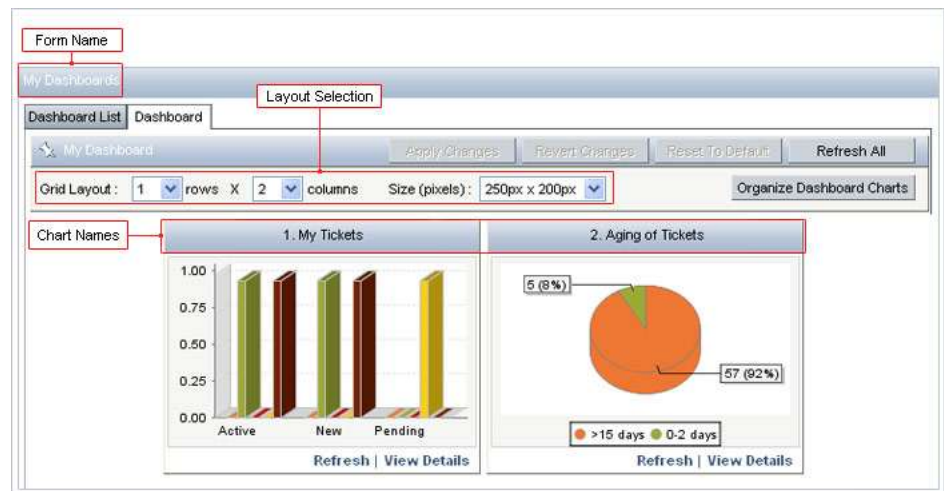 Form Name
My Dashboards
Layout Selection
Dashboard List Dashboard
My Dashboard Apply Changes Revert Changes Reset To Default Refresh All
Grid Layout : 1 rows X 2 columns Size (pixels) : 250px x 200px Organize Dashboard Charts
Chart Names 1. My Tickets 2. Aging of Tickets
1.00
0.75
0.50
0.25
0.00
Active New Pending
5 (8%)
57 (92%)
>15 days 0-2 days
Refresh | View Details Refresh | View Details